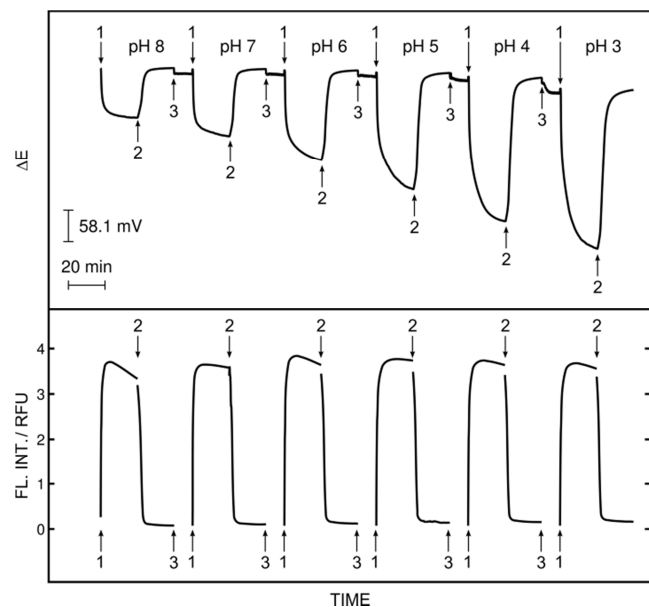 1 1 1 1 1 1
pH 8 pH 7 pH 6 pH 5 pH 4 pH 3
3 3 3 3 3
2 2 2 2 2 2
ΔE
58.1 mV
20 min
2 2 2 2 2 2
4
3
2
1
0
FL. INT./ RFU
1 3 1 3 1 3 1 3 1 3 1
TIME